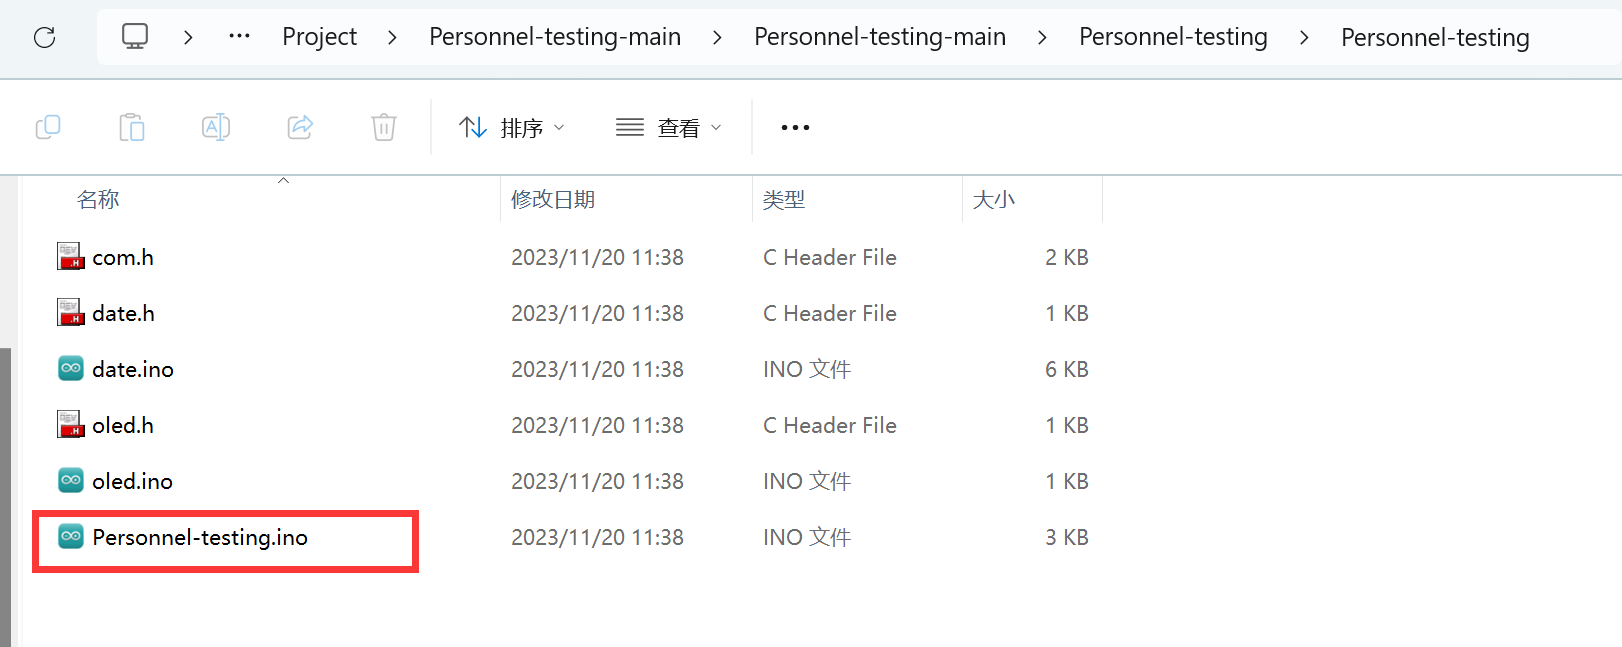 Project > Personnel-testing-main > Personnel-testing-main > Personnel-testing > Personnel-testing
排序 查看
名称 修改日期 类型 大小
com.h 2023/11/20 11:38 C Header File 2 KB
date.h 2023/11/20 11:38 C Header File 1 KB
date.ino 2023/11/20 11:38 INO 文件 6 KB
oled.h 2023/11/20 11:38 C Header File 1 KB
oled.ino 2023/11/20 11:38 INO 文件 1 KB
Personnel-testing.ino 2023/11/20 11:38 INO 文件 3 KB